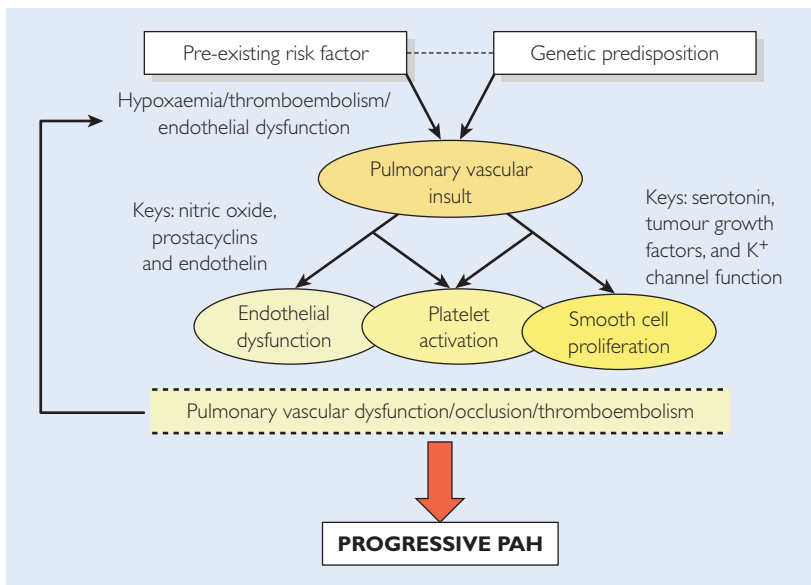 Pre-existing risk factor
Genetic predisposition
Hypoxaemia/thromboembolism/
endothelial dysfunction
Pulmonary vascular
insult
Keys: nitric oxide,
prostacyclins
and endothelin
Keys: serotonin,
tumour growth
factors, and K⁺
channel function
Endothelial
dysfunction
Platelet
activation
Smooth cell
proliferation
Pulmonary vascular dysfunction/occlusion/thromboembolism
PROGRESSIVE PAH